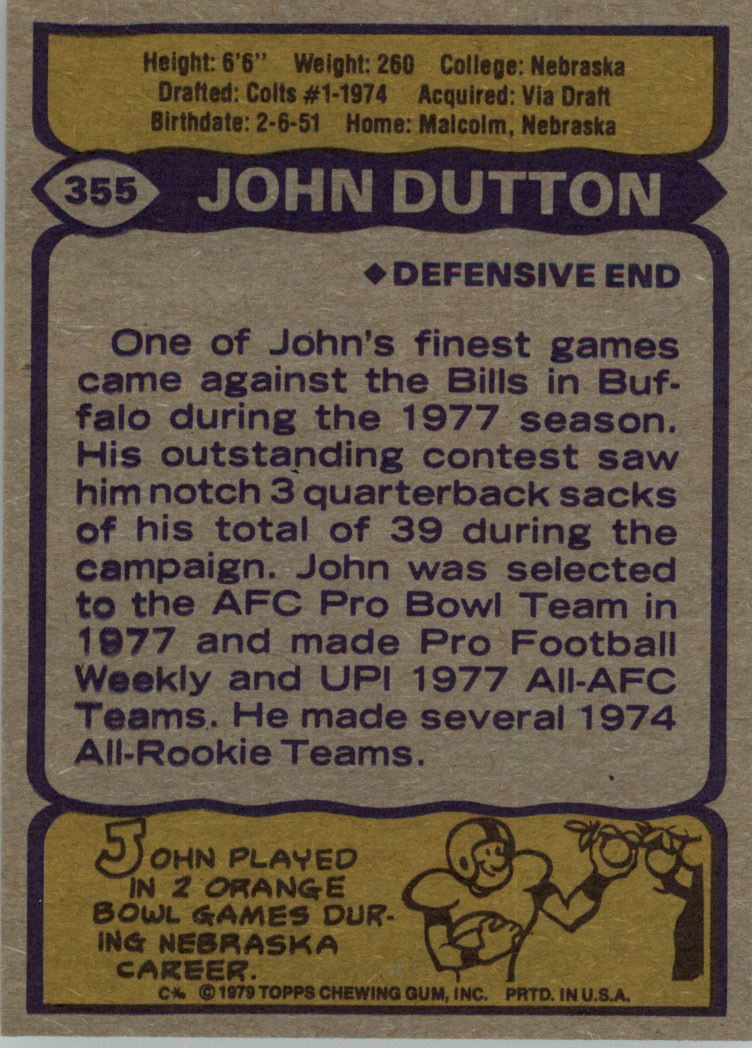 Height: 6'6" Weight: 260 College: Nebraska
Drafted: Colts #1-1974 Acquired: Via Draft
Birthdate: 2-6-51 Home: Malcolm, Nebraska
355 JOHN DUTTON
◆DEFENSIVE END
One of John's finest games
came against the Bills in Buf-
falo during the 1977 season.
His outstanding contest saw
him notch 3 quarterback sacks
of his total of 39 during the
campaign. John was selected
to the AFC Pro Bowl Team in
1977 and made Pro Football
Weekly and UPI 1977 All-AFC
Teams. He made several 1974
All-Rookie Teams.
JOHN PLAYED
IN 2 ORANGE
BOWL GAMES DUR-
ING NEBRASKA
CAREER.
© 1979 TOPPS CHEWING GUM, INC. PRTD. IN U.S.A.